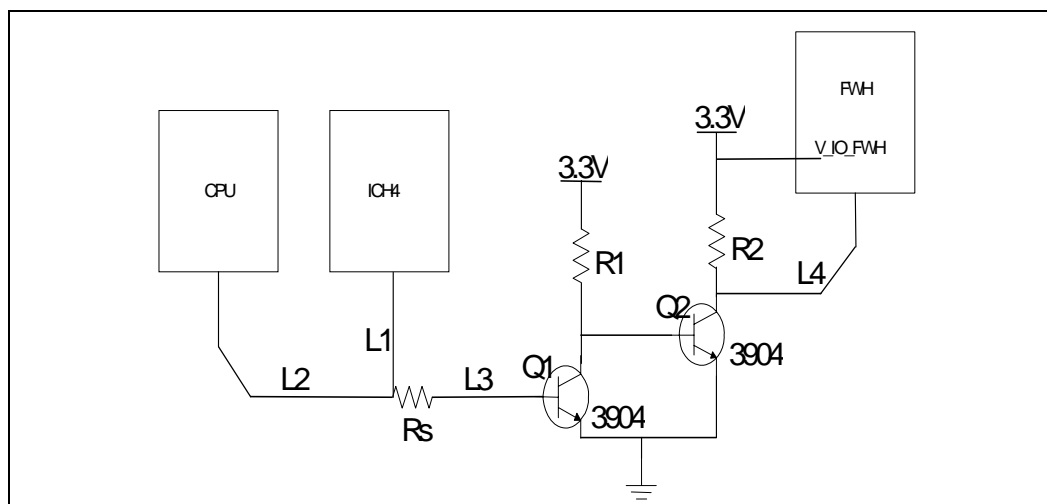 FWH
3.3V
V_IO_FWH
3.3V
CPU
ICH4
R1
R2
L4
Q2
L1
3904
Q1
L2
L3
3904
Rs